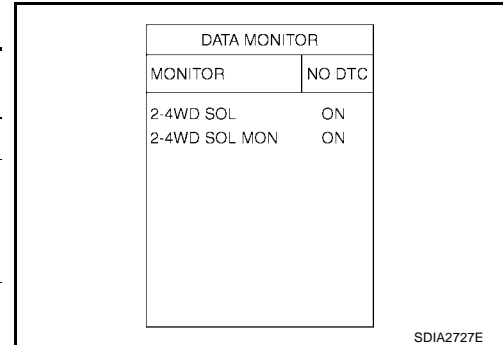 DATA MONITOR
MONITOR NO DTC
2-4WD SOL ON
2-4WD SOL MON ON
SDIA2727E